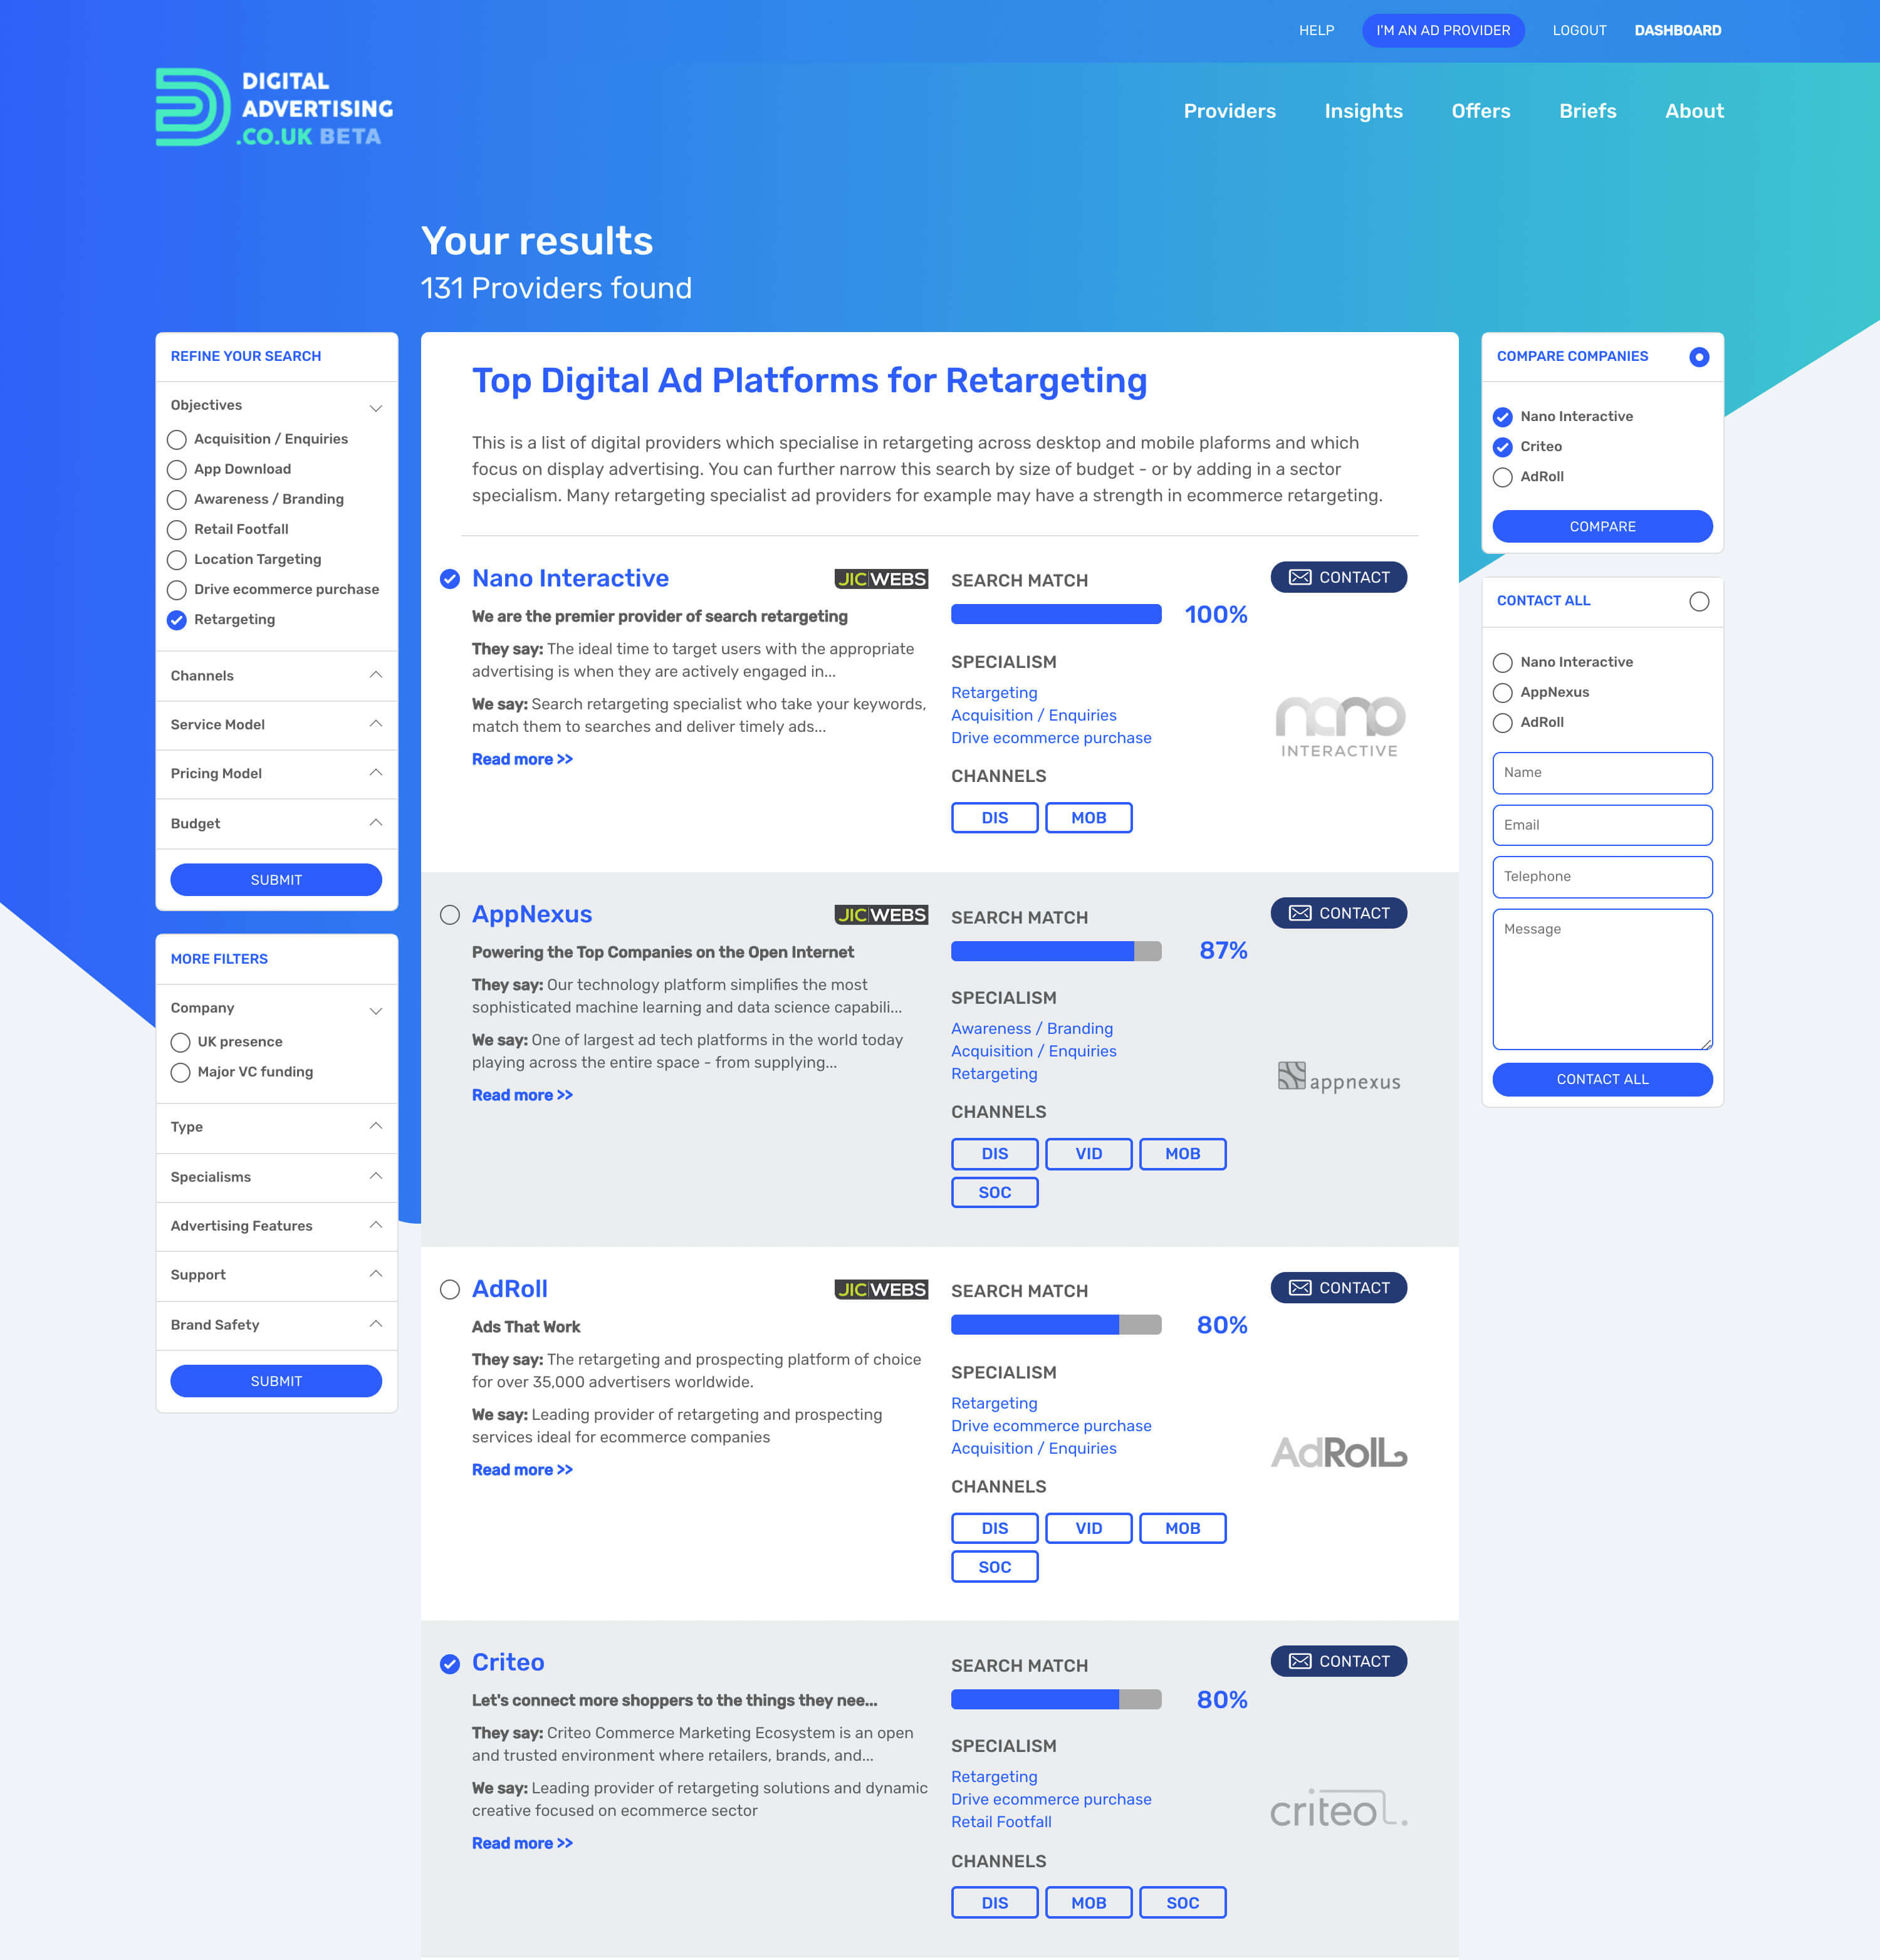 HELP
I'M AN AD PROVIDER
LOGOUT
DASHBOARD
DIGITAL
ADVERTISING
.CO.UK BETA
Providers
Insights
Offers
Briefs
About
Your results
131 Providers found
REFINE YOUR SEARCH
Objectives
Acquisition / Enquiries
App Download
Awareness / Branding
Retail Footfall
Location Targeting
Drive ecommerce purchase
Retargeting
Channels
Service Model
Pricing Model
Budget
SUBMIT
MORE FILTERS
Company
UK presence
Major VC funding
Type
Specialisms
Advertising Features
Support
Brand Safety
SUBMIT
Top Digital Ad Platforms for Retargeting
This is a list of digital providers which specialise in retargeting across desktop and mobile plaforms and which
focus on display advertising. You can further narrow this search by size of budget - or by adding in a sector
specialism. Many retargeting specialist ad providers for example may have a strength in ecommerce retargeting.
Nano Interactive
JICWEBS
We are the premier provider of search retargeting
They say: The ideal time to target users with the appropriate
advertising is when they are actively engaged in...
We say: Search retargeting specialist who take your keywords,
match them to searches and deliver timely ads...
Read more >>
SEARCH MATCH
100%
SPECIALISM
Retargeting
Acquisition / Enquiries
Drive ecommerce purchase
CHANNELS
DIS
MOB
CONTACT
nano
INTERACTIVE
AppNexus
JICWEBS
Powering the Top Companies on the Open Internet
They say: Our technology platform simplifies the most
sophisticated machine learning and data science capabili...
We say: One of largest ad tech platforms in the world today
playing across the entire space - from supplying...
Read more >>
SEARCH MATCH
87%
SPECIALISM
Awareness / Branding
Acquisition / Enquiries
Retargeting
CHANNELS
DIS
VID
MOB
SOC
CONTACT
appnexus
AdRoll
JICWEBS
Ads That Work
They say: The retargeting and prospecting platform of choice
for over 35,000 advertisers worldwide.
We say: Leading provider of retargeting and prospecting
services ideal for ecommerce companies
Read more >>
SEARCH MATCH
80%
SPECIALISM
Retargeting
Drive ecommerce purchase
Acquisition / Enquiries
CHANNELS
DIS
VID
MOB
SOC
CONTACT
AdRoll
Criteo
Let's connect more shoppers to the things they nee...
They say: Criteo Commerce Marketing Ecosystem is an open
and trusted environment where retailers, brands, and...
We say: Leading provider of retargeting solutions and dynamic
creative focused on ecommerce sector
Read more >>
SEARCH MATCH
80%
SPECIALISM
Retargeting
Drive ecommerce purchase
Retail Footfall
CHANNELS
DIS
MOB
SOC
CONTACT
criteo
COMPARE COMPANIES
Nano Interactive
Criteo
AdRoll
COMPARE
CONTACT ALL
Nano Interactive
AppNexus
AdRoll
Name
Email
Telephone
Message
CONTACT ALL